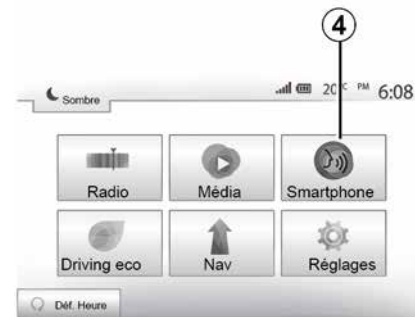 4
Sombre
20°C PM 6:08
Radio Média Smartphone
Driving eco Nav Réglages
Déf. Heure